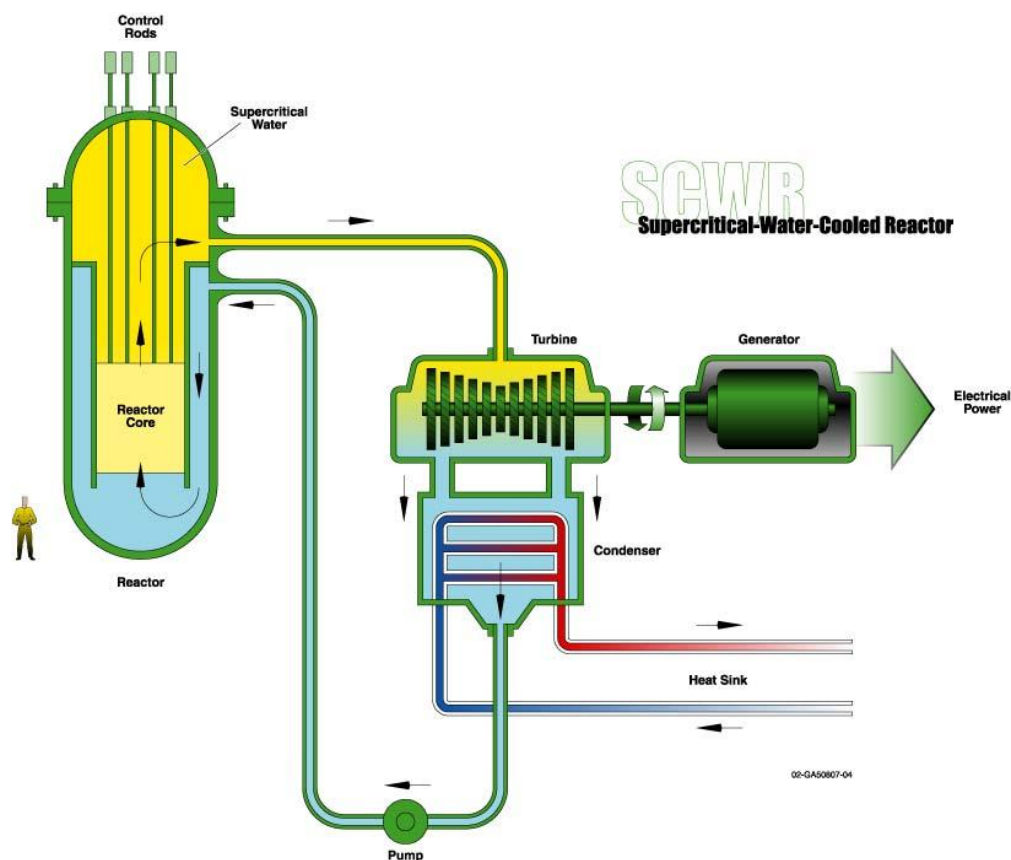 Control
Rods
Supercritical
Water
SCWR
Supercritical-Water-Cooled Reactor
Turbine
Generator
Electrical
Power
Reactor
Core
Condenser
Reactor
Heat Sink
02-GA50807-04
Pump